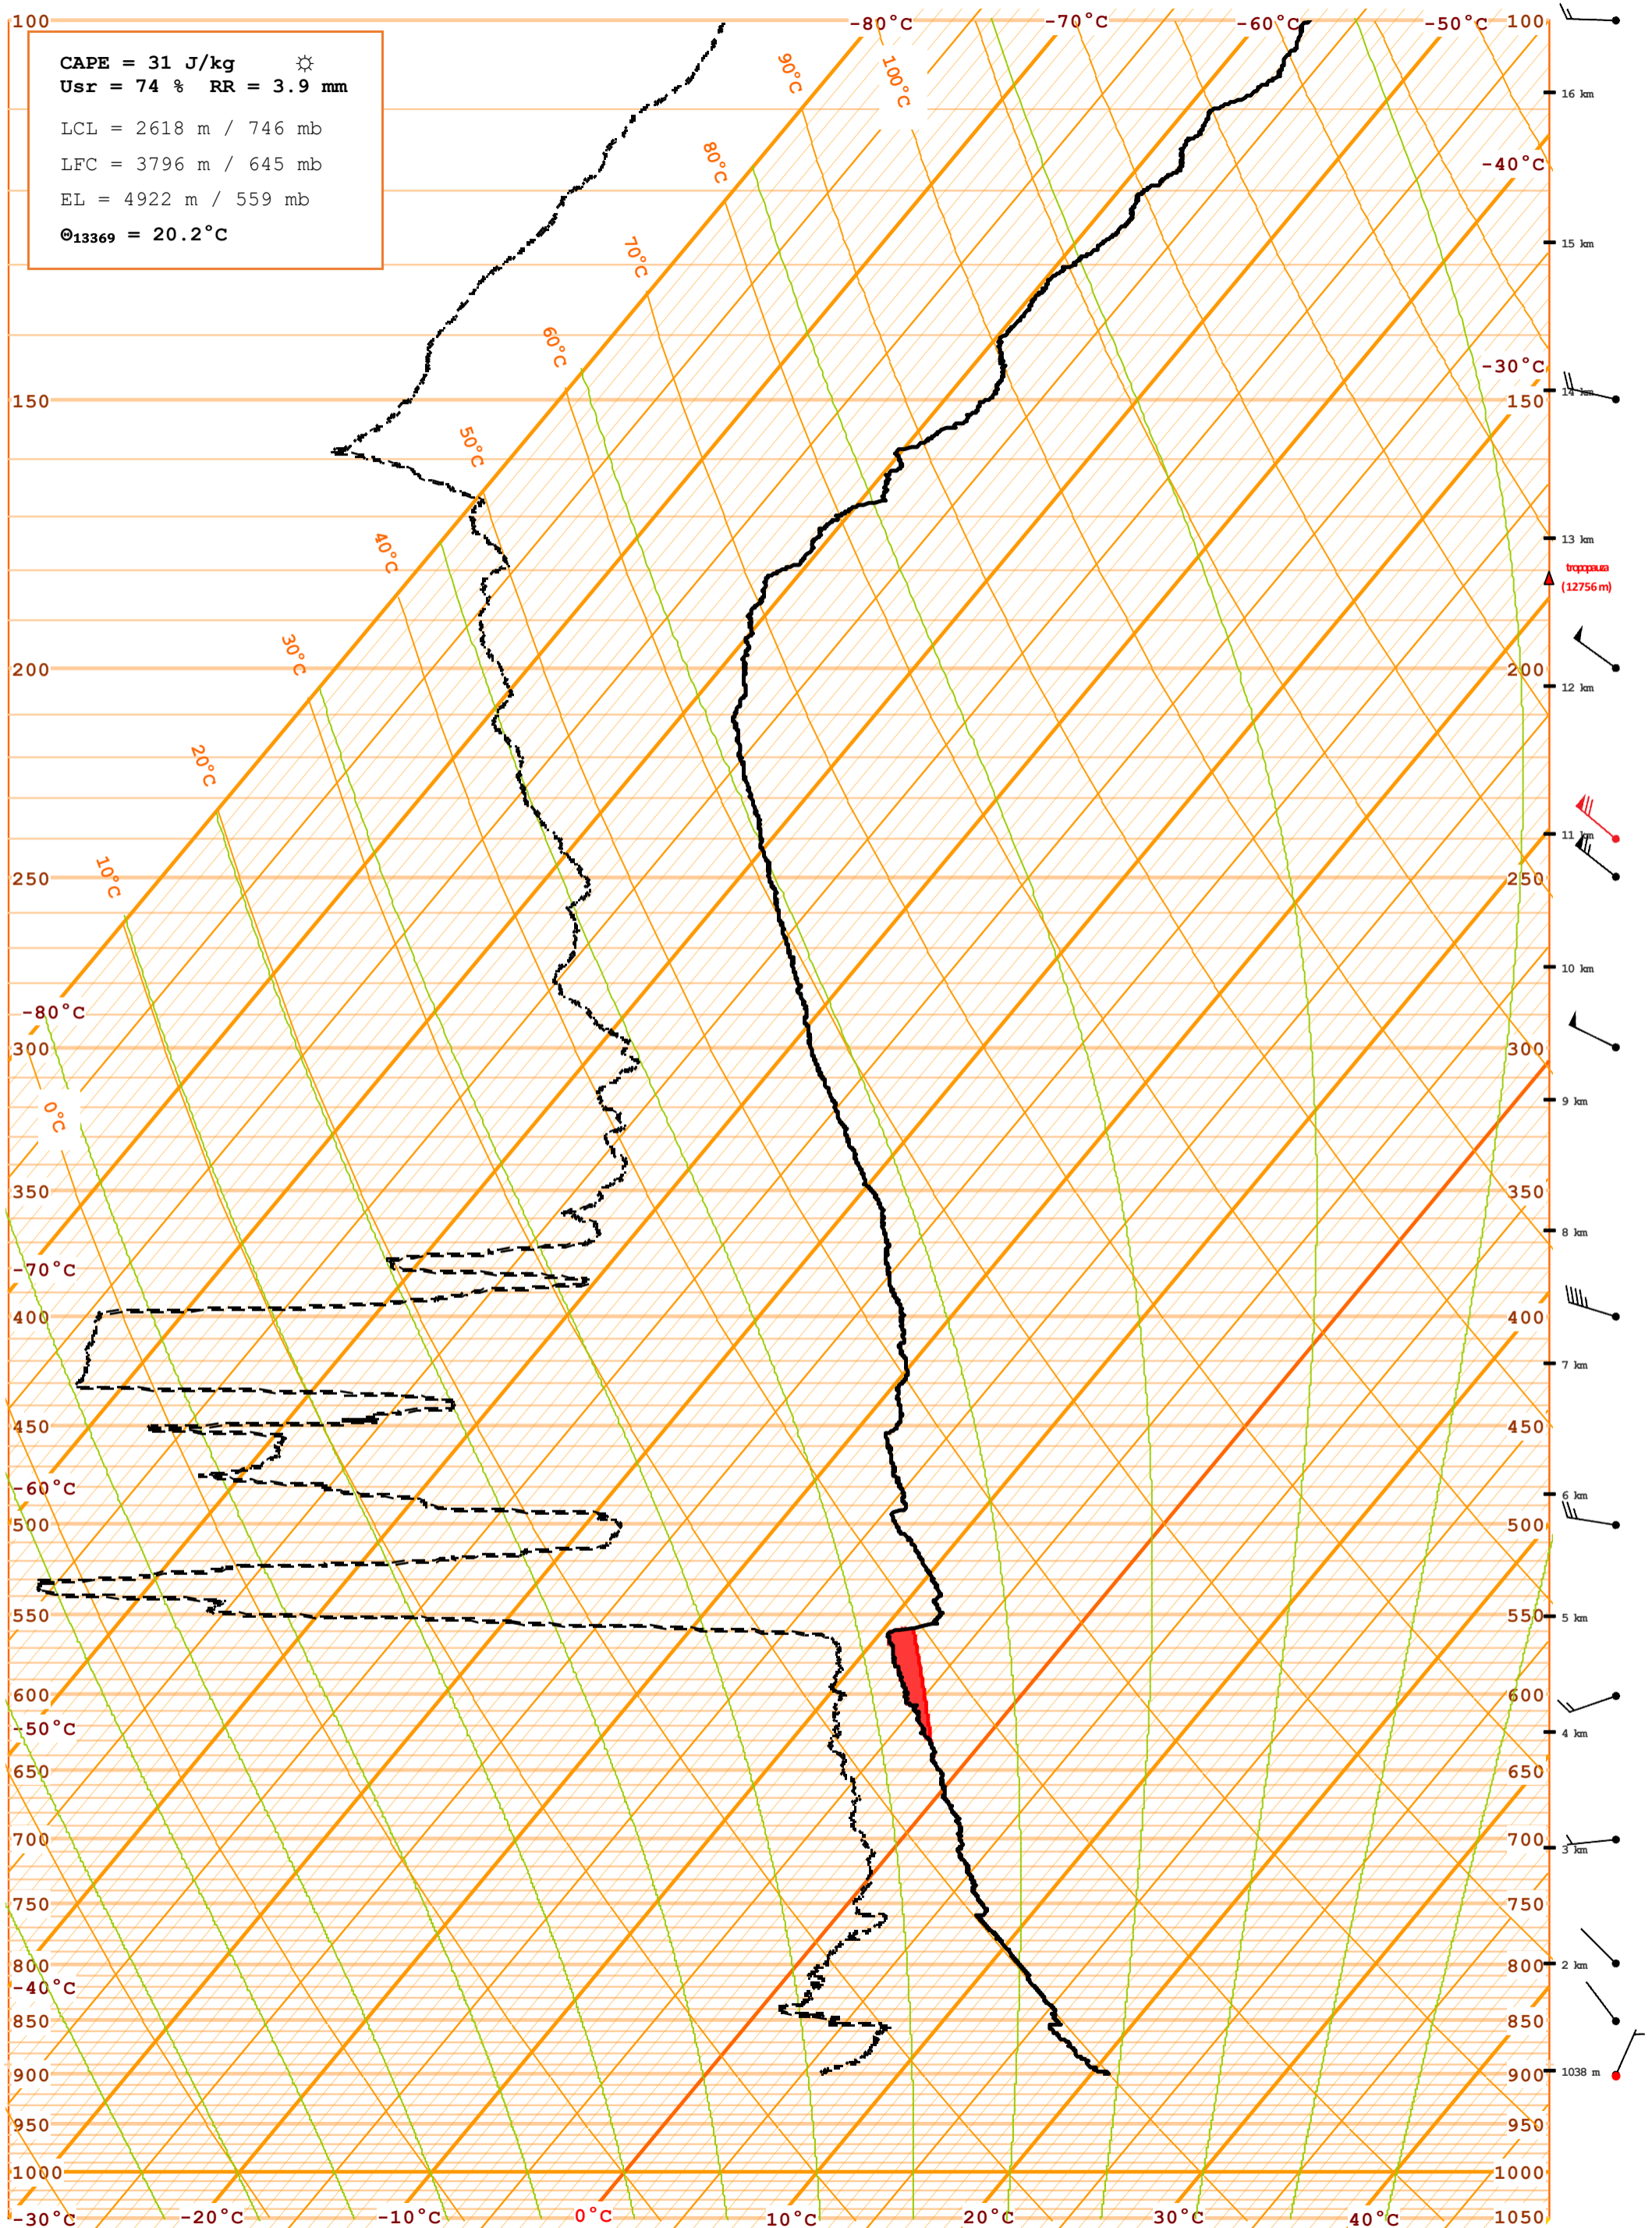 100 -80°C -70°C -60°C -50°C 100
CAPE = 31 J/kg
Usr = 74 % RR = 3.9 mm
LCL = 2618 m / 746 mb
LFC = 3796 m / 645 mb
EL = 4922 m / 559 mb
Θ13369 = 20.2°C
90°C 100°C
16 km
80°C -40°C
70°C 15 km
60°C -30°C
14 km
150 150
50°C
40°C 13 km
tropopauza
(12756 m)
30°C
200 200
12 km
20°C
11 km
10°C
250 250
10 km
-80°C
300 300
0°C 9 km
350 350
8 km
-70°C
400 400
7 km
450 450
-60°C 6 km
500 500
550 550 5 km
600 600
-50°C 4 km
650 650
700 700
3 km
750 750
800 800 2 km
-40°C
850 850
900 900 1038 m
950 950
1000 1000
-30°C -20°C -10°C 0°C 10°C 20°C 30°C 40°C 1050